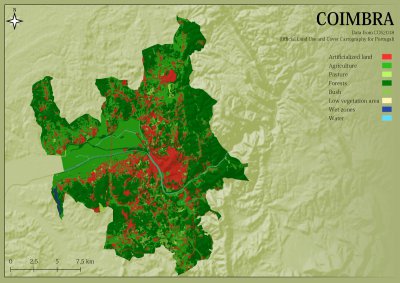 N
COIMBRA
Data from COS2018
(Official Land Use and Cover Cartography for Portugal)
Artificialized land
Agriculture
Pasture
Forests
Bush
Low vegetation area
Wet zones
Water
0 2.5 5 7.5 km